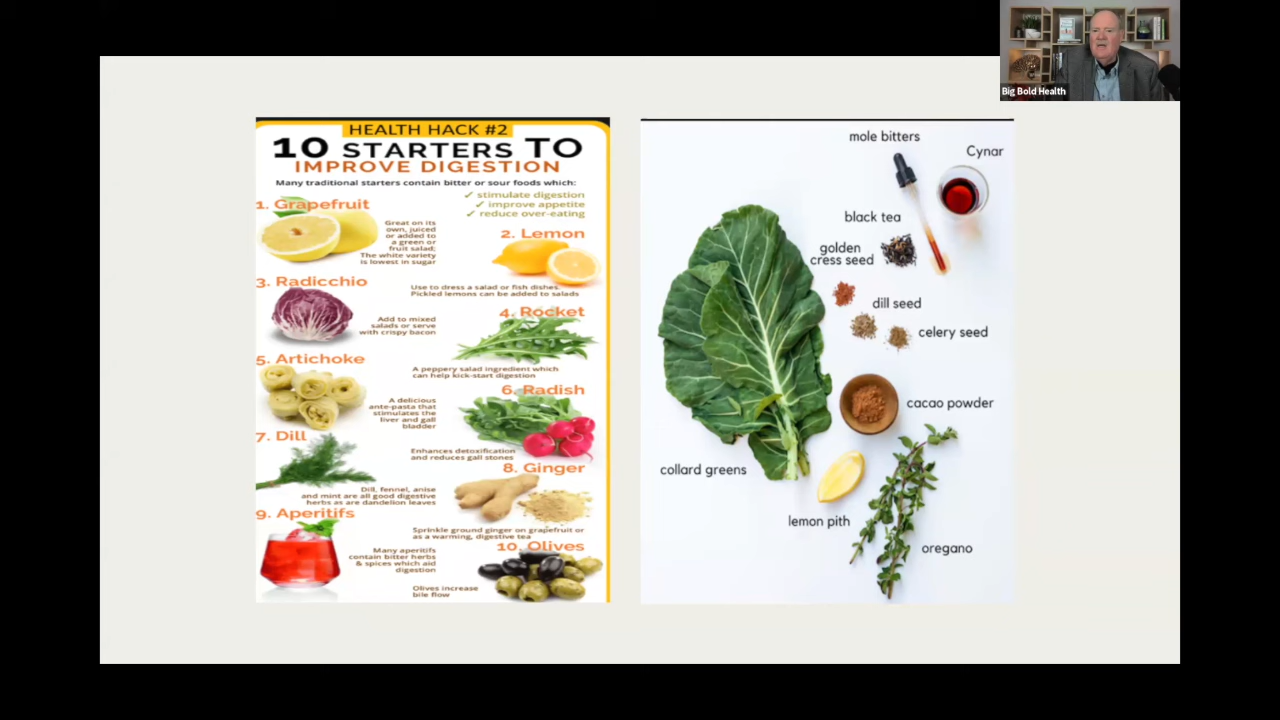 Big Bold Health
HEALTH HACK #2
10 STARTERS TO
IMPROVE DIGESTION
Many traditional starters contain bitter or sour foods which:
✓ stimulate digestion
✓ improve appetite
✓ reduce over-eating
1. Grapefruit
Great on its
own, juiced
or added to
a green or
fruit salad;
The white variety
is lowest in sugar
2. Lemon
Use to dress a salad or fish dishes.
Pickled lemons can be added to salads
3. Radicchio
Add to mixed
salads or serve
with crispy bacon
4. Rocket
A peppery salad ingredient which
can help kick-start digestion
5. Artichoke
A delicious
ante-pasta that
stimulates the
liver and gall
bladder
6. Radish
Enhances detoxification
and reduces gall stones
7. Dill
Dill, fennel, anise
and mint are all good digestive
herbs as are dandelion leaves
8. Ginger
Sprinkle ground ginger on grapefruit or
as a warming, digestive tea
9. Aperitifs
Many aperitifs
contain bitter herbs
& spices which aid
digestion
10. Olives
Olives increase
bile flow
mole bitters
Cynar
black tea
golden
cress seed
dill seed
celery seed
cacao powder
collard greens
lemon pith
oregano